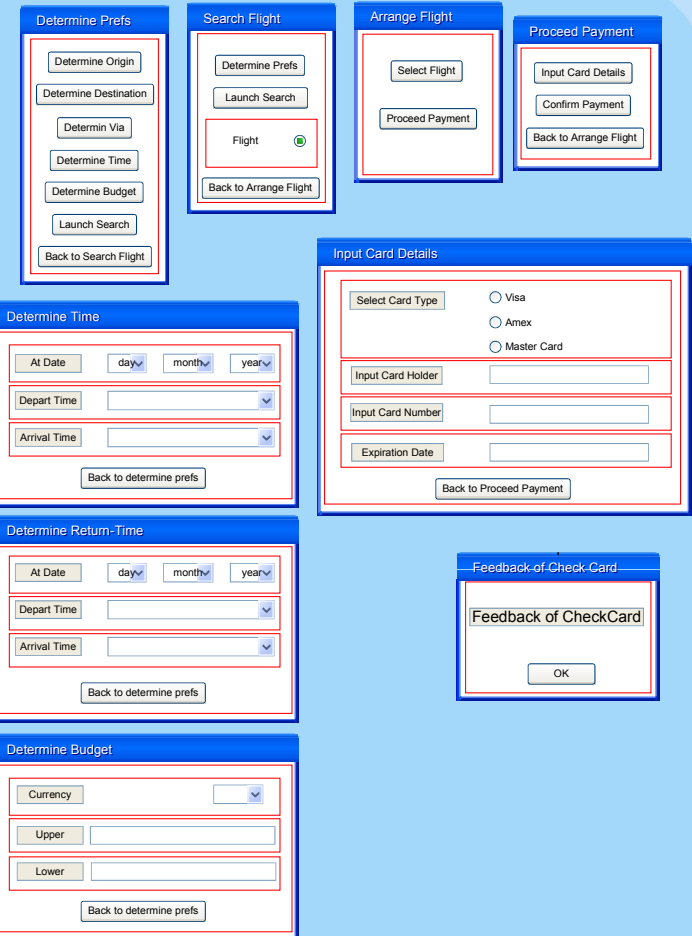 Determine Prefs
Determine Origin
Determine Destination
Determin Via
Determine Time
Determine Budget
Launch Search
Back to Search Flight
Search Flight
Determine Prefs
Launch Search
Flight
Back to Arrange Flight
Arrange Flight
Select Flight
Proceed Payment
Proceed Payment
Input Card Details
Confirm Payment
Back to Arrange Flight
Input Card Details
Select Card Type
Visa
Amex
Master Card
Input Card Holder
Input Card Number
Expiration Date
Back to Proceed Payment
Determine Time
At Date day month year
Depart Time
Arrival Time
Back to determine prefs
Determine Return-Time
At Date day month year
Depart Time
Arrival Time
Back to determine prefs
Feedback of Check Card
Feedback of CheckCard
OK
Determine Budget
Currency
Upper
Lower
Back to determine prefs